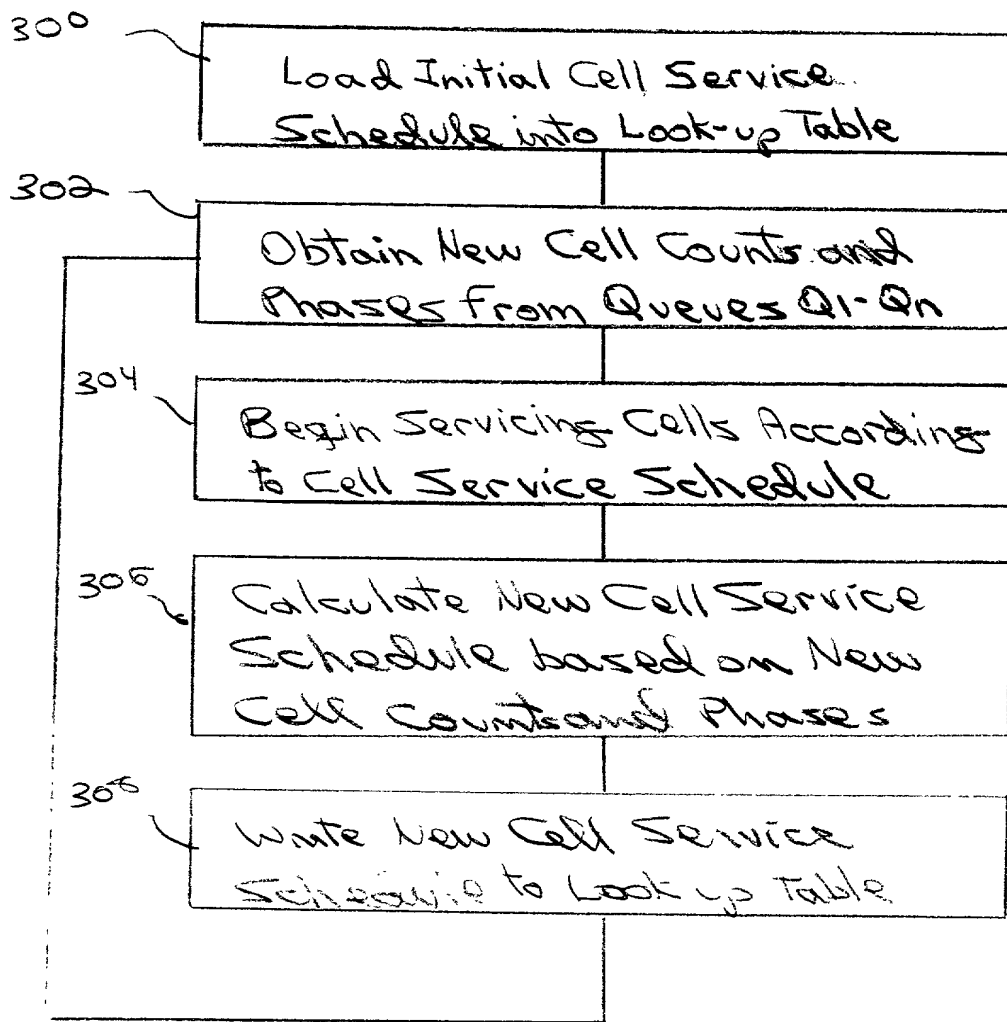 300
Load Initial Cell Service
Schedule into Look-up Table
302
Obtain New Cell Counts and
Phases From Queues Q1-Qn
304
Begin Servicing Cells According
to Cell Service Schedule
306
Calculate New Cell Service
Schedule based on New
Cell Counts and Phases
308
Write New Cell Service
Schedule to Look up Table